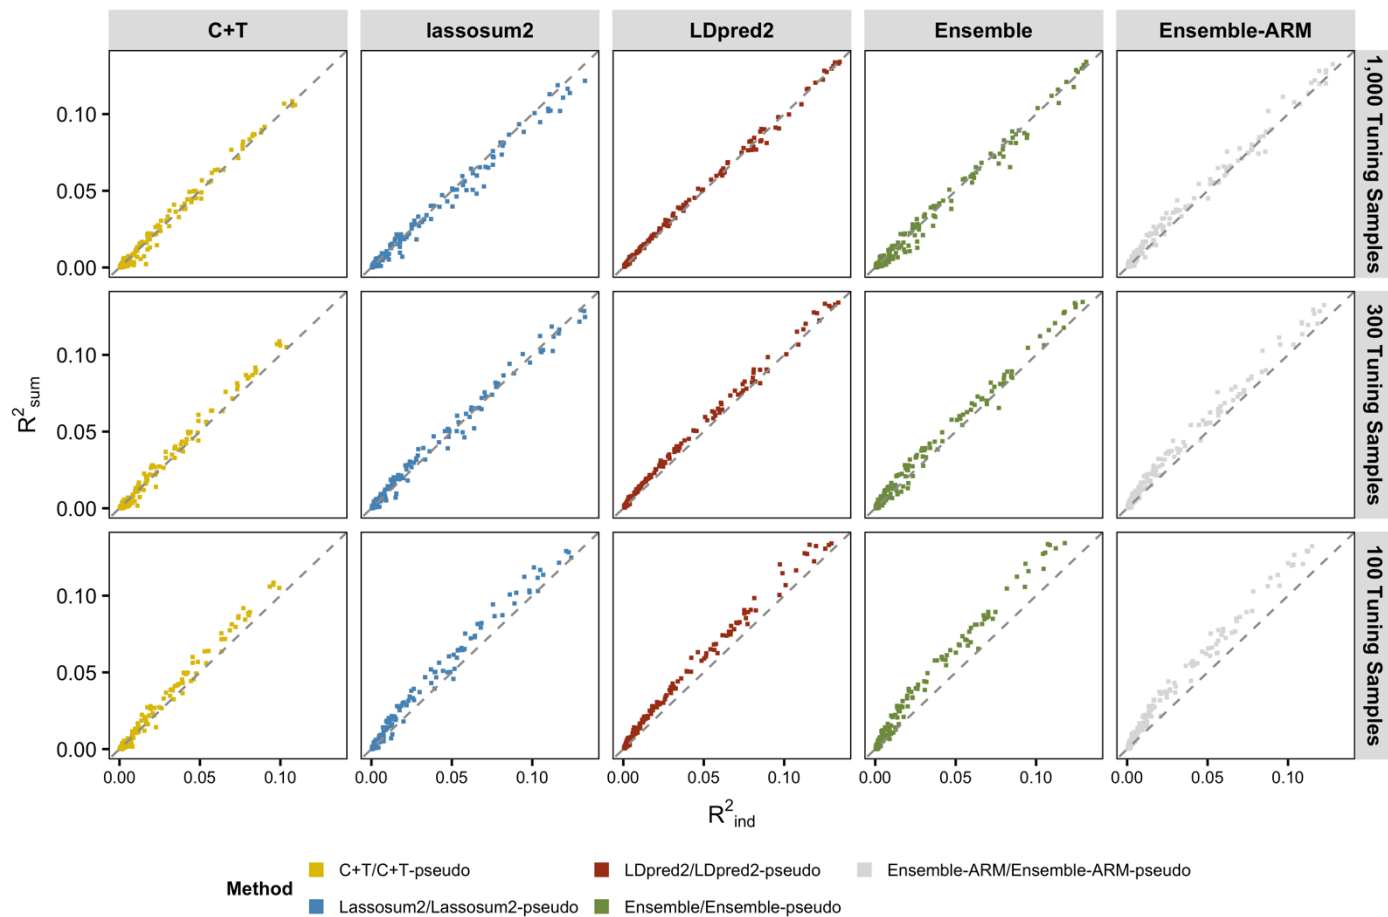 C+T lassosum2 LDpred2 Ensemble Ensemble-ARM
0.10
0.05
0.00
1,000 Tuning Samples
0.10
0.05
0.00
300 Tuning Samples
R²sum
0.10
0.05
0.00
100 Tuning Samples
0.00 0.05 0.10 0.00 0.05 0.10 0.00 0.05 0.10 0.00 0.05 0.10 0.00 0.05 0.10
R²ind
Method
C+T/C+T-pseudo LDpred2/LDpred2-pseudo Ensemble-ARM/Ensemble-ARM-pseudo
Lassosum2/Lassosum2-pseudo Ensemble/Ensemble-pseudo